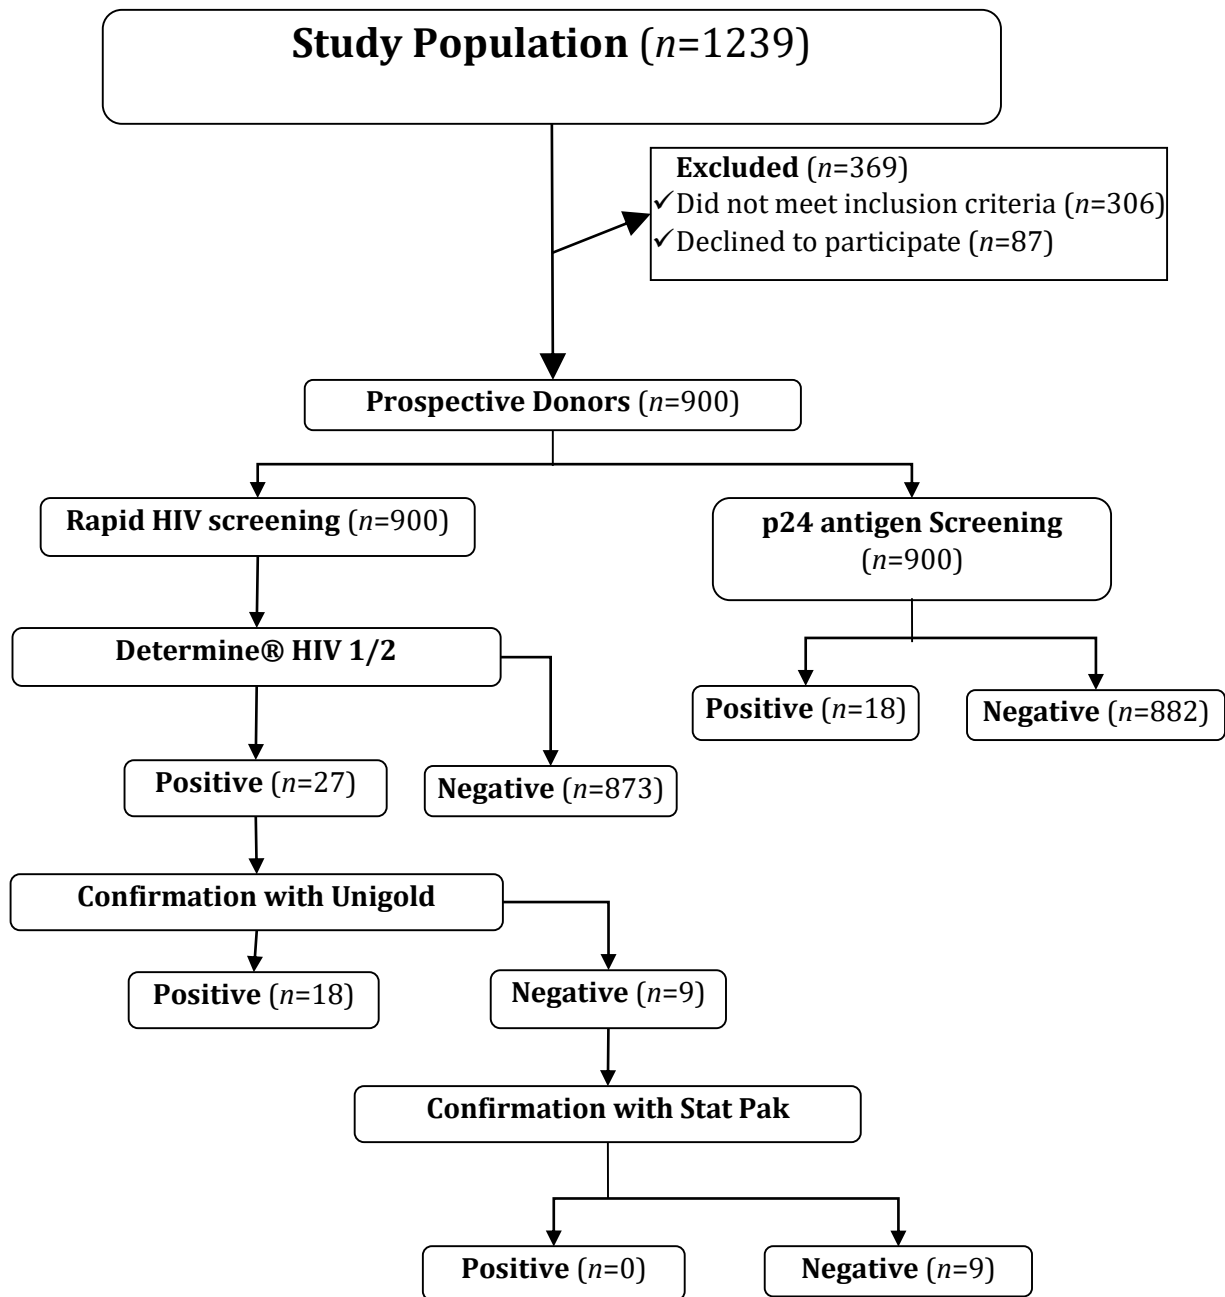 Study Population (n=1239)
Excluded (n=369)
✓Did not meet inclusion criteria (n=306)
✓Declined to participate (n=87)
Prospective Donors (n=900)
Rapid HIV screening (n=900)
p24 antigen Screening
(n=900)
Determine® HIV 1/2
Positive (n=18)
Negative (n=882)
Positive (n=27)
Negative (n=873)
Confirmation with Unigold
Positive (n=18)
Negative (n=9)
Confirmation with Stat Pak
Positive (n=0)
Negative (n=9)